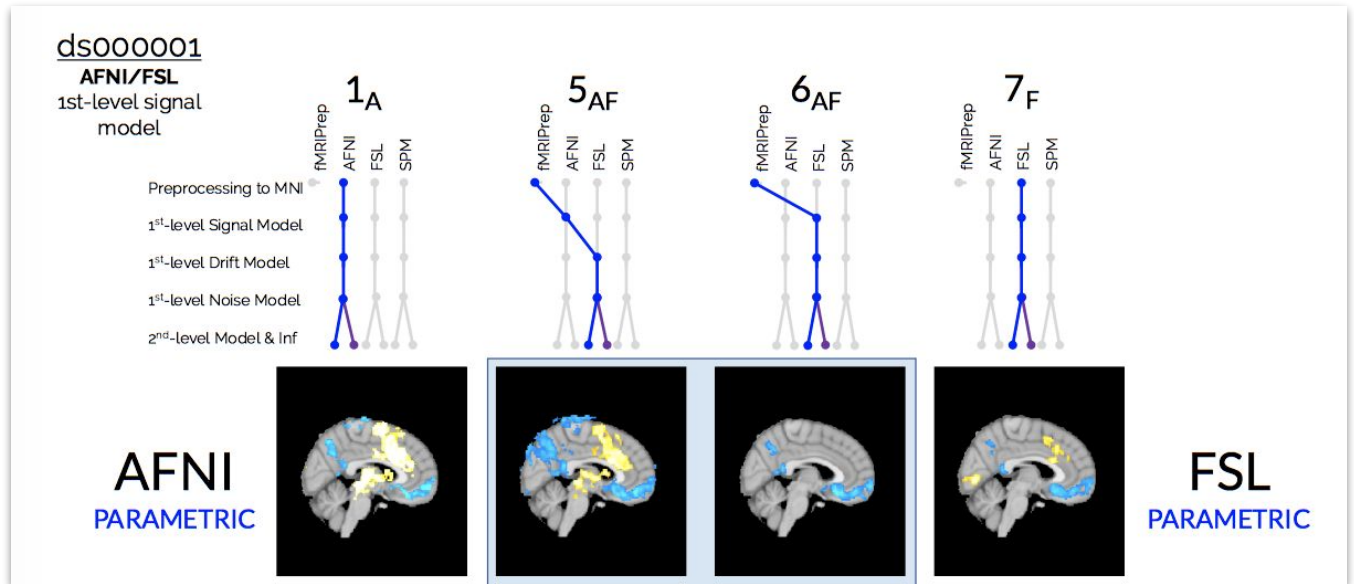 ds000001
AFNI/FSL
1st-level signal
model
1A
5AF
6AF
7F
fMRIPrep
AFNI
FSL
SPM
fMRIPrep
AFNI
FSL
SPM
fMRIPrep
AFNI
FSL
SPM
fMRIPrep
AFNI
FSL
SPM
Preprocessing to MNI
1st-level Signal Model
1st-level Drift Model
1st-level Noise Model
2nd-level Model & Inf
AFNI
PARAMETRIC
FSL
PARAMETRIC